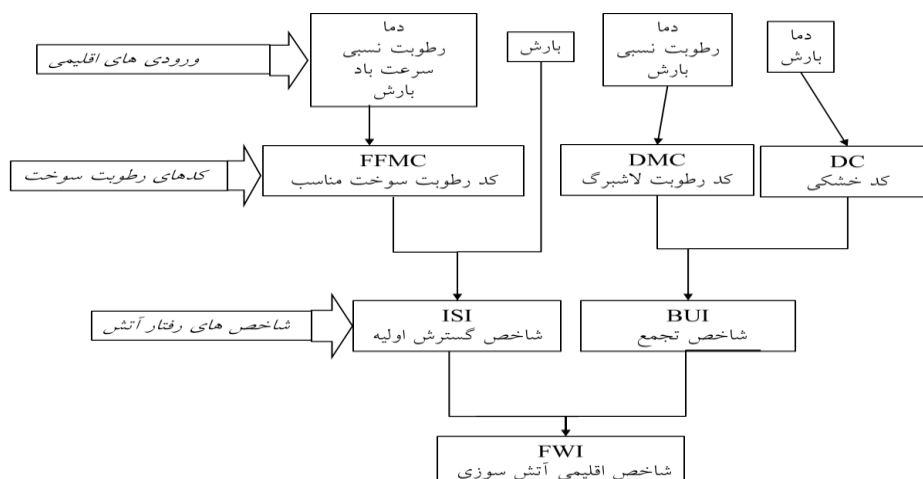 ورودی های اقلیمی
دما
رطوبت نسبی
سرعت باد
بارش
بارش
دما
رطوبت نسبی
بارش
دما
بارش
کدهای رطوبت سوخت
FFMC
کد رطوبت سوخت مناسب
DMC
کد رطوبت لاشبرگ
DC
کد خشکی
شاخص های رفتار آتش
ISI
شاخص گسترش اولیه
BUI
شاخص تجمع
FWI
شاخص اقلیمی آتش سوزی